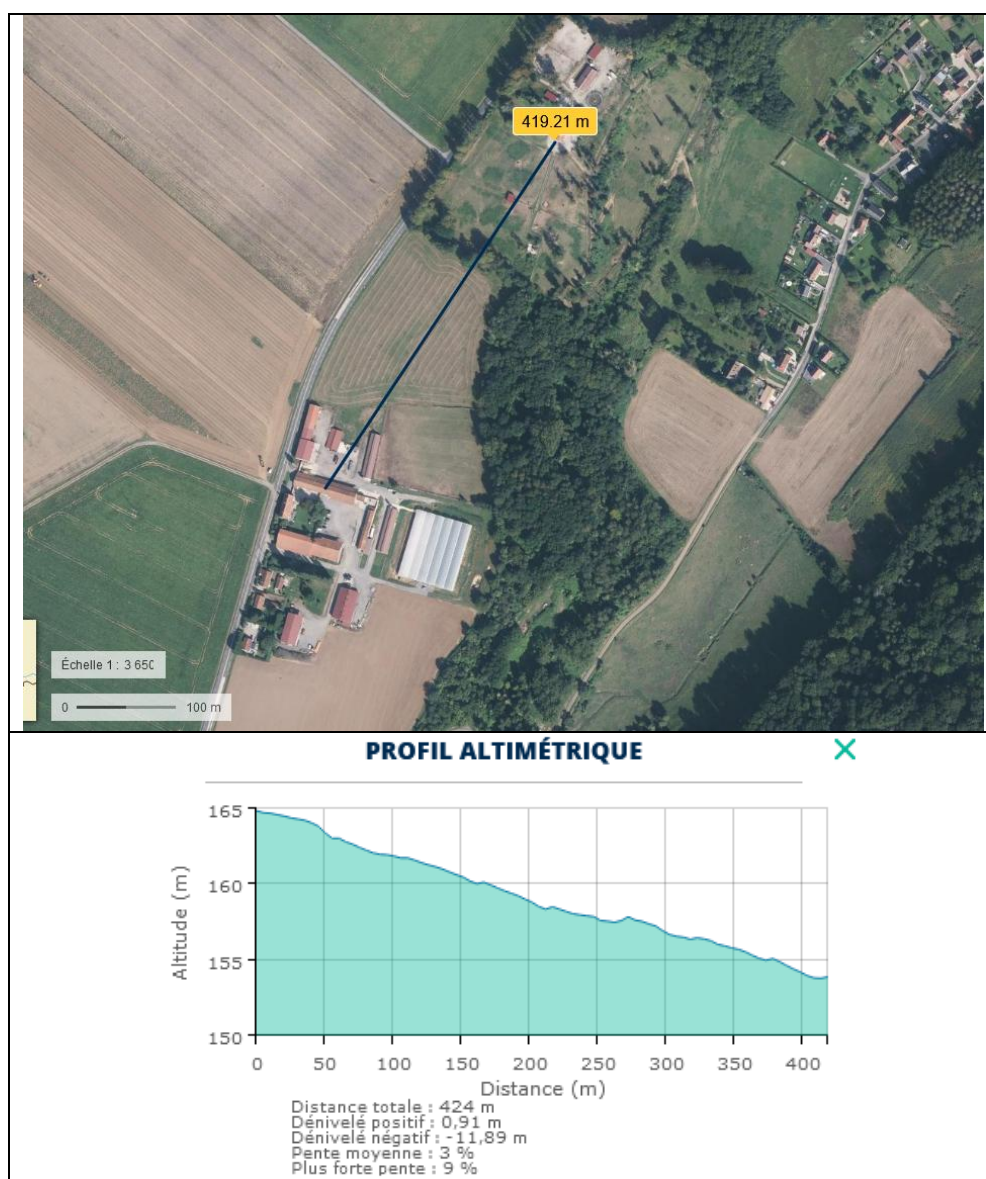 419.21 m
Échelle 1 : 3 650
0 100 m
PROFIL ALTIMÉTRIQUE
165
160
155
150
Altitude (m)
0 50 100 150 200 250 300 350 400
Distance (m)
Distance totale : 424 m
Dénivelé positif : 0,91 m
Dénivelé négatif : -11,89 m
Pente moyenne : 3 %
Plus forte pente : 9 %